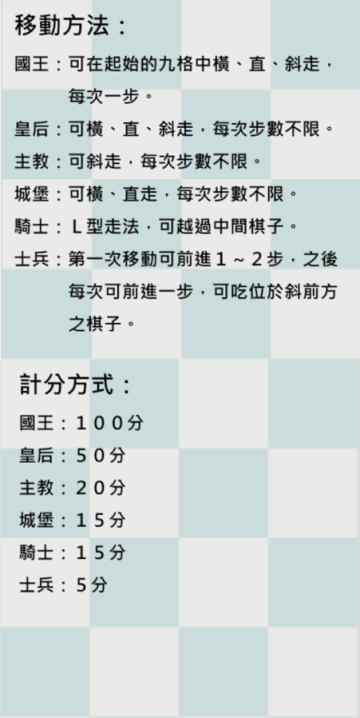 移動方法：
國王：可在起始的九格中橫、直、斜走，
每次一步。
皇后：可橫、直、斜走，每次步數不限。
主教：可斜走，每次步數不限。
城堡：可橫、直走，每次步數不限。
騎士：Ｌ型走法，可越過中間棋子。
士兵：第一次移動可前進１～２步，之後
每次可前進一步，可吃位於斜前方
之棋子。
計分方式：
國王：１００分
皇后：５０分
主教：２０分
城堡：１５分
騎士：１５分
士兵：５分